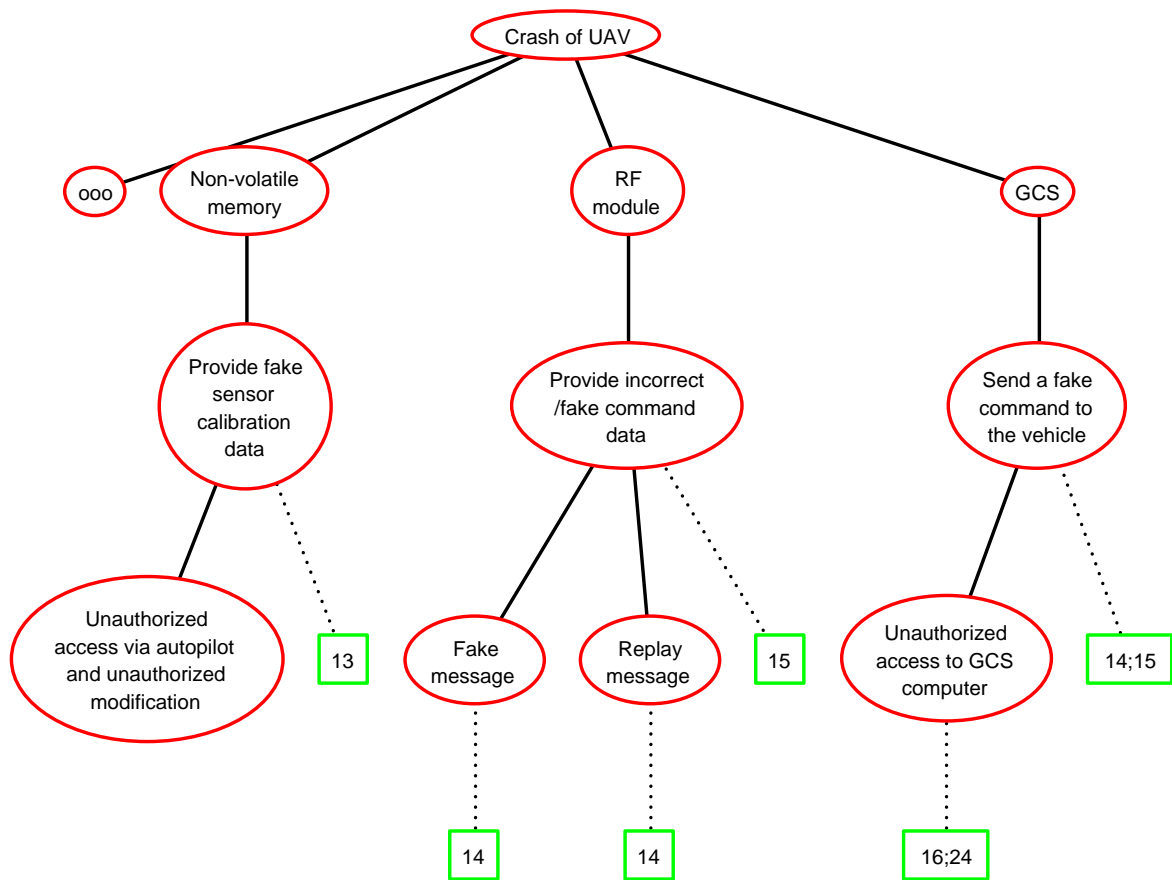 Crash of UAV
ooo
Non-volatile
memory
RF
module
GCS
Provide fake
sensor
calibration
data
Provide incorrect
/fake command
data
Send a fake
command to
the vehicle
Unauthorized
access via autopilot
and unauthorized
modification
13
Fake
message
Replay
message
15
Unauthorized
access to GCS
computer
14;15
14
14
16;24